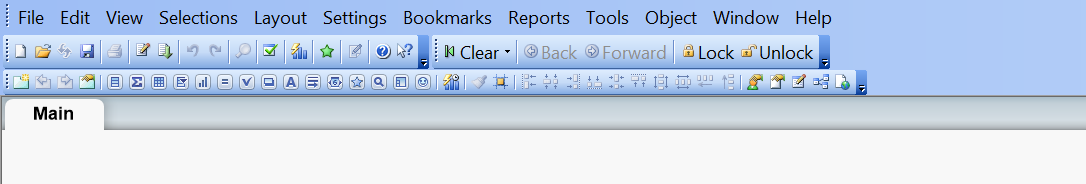 File Edit View Selections Layout Settings Bookmarks Reports Tools Object Window Help
Clear Back Forward Lock Unlock
Main